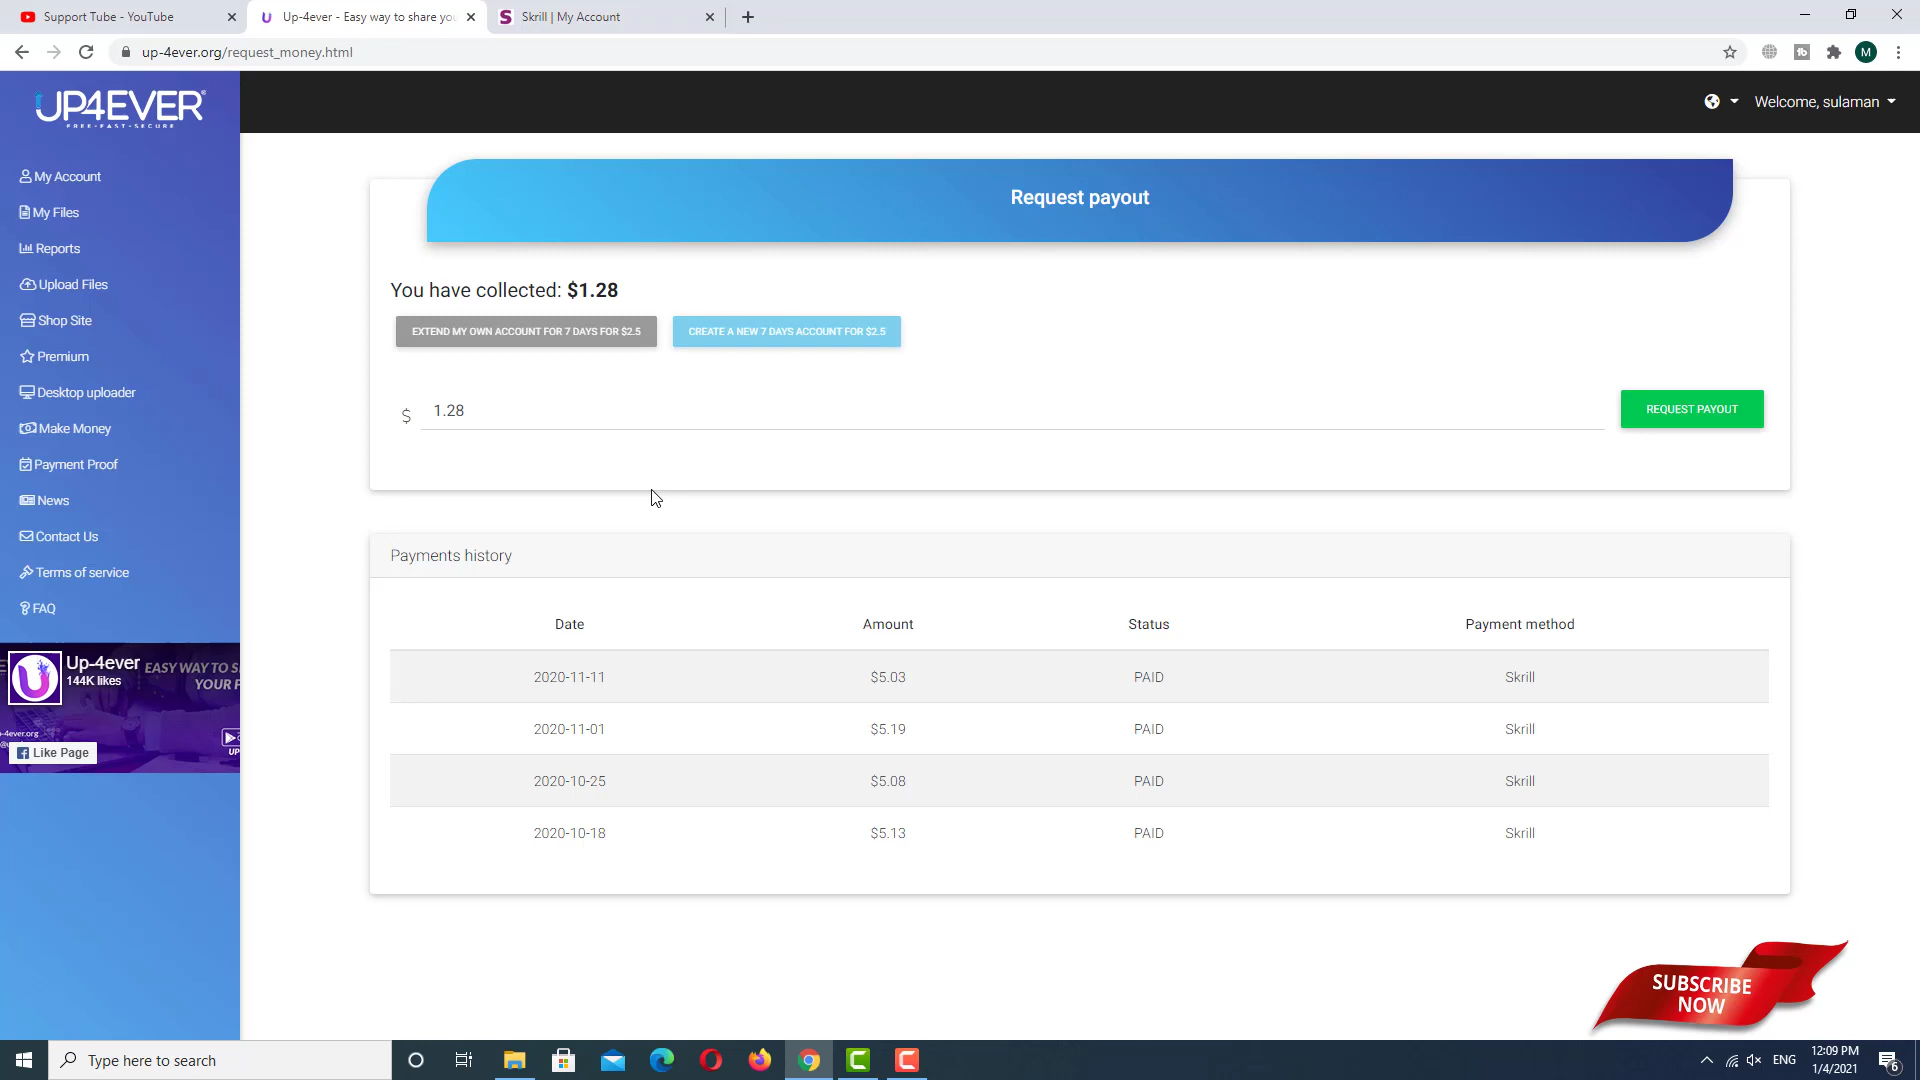 Support Tube - YouTube
Up-4ever - Easy way to share you
Skrill | My Account
up-4ever.org/request_money.html
M
UP4EVER
FREE-FAST-SECURE
Welcome, sulaman
My Account
My Files
Reports
Upload Files
Shop Site
Premium
Desktop uploader
Make Money
Payment Proof
News
Contact Us
Terms of service
FAQ
Up-4ever
144K likes
EASY WAY TO S
YOUR F
-4ever.org
UP
Like Page
Request payout
You have collected: $1.28
EXTEND MY OWN ACCOUNT FOR 7 DAYS FOR $2.5
CREATE A NEW 7 DAYS ACCOUNT FOR $2.5
$ 1.28
REQUEST PAYOUT
Payments history
Date Amount Status Payment method
2020-11-11 $5.03 PAID Skrill
2020-11-01 $5.19 PAID Skrill
2020-10-25 $5.08 PAID Skrill
2020-10-18 $5.13 PAID Skrill
SUBSCRIBE
NOW
Type here to search
ENG
12:09 PM
1/4/2021
6